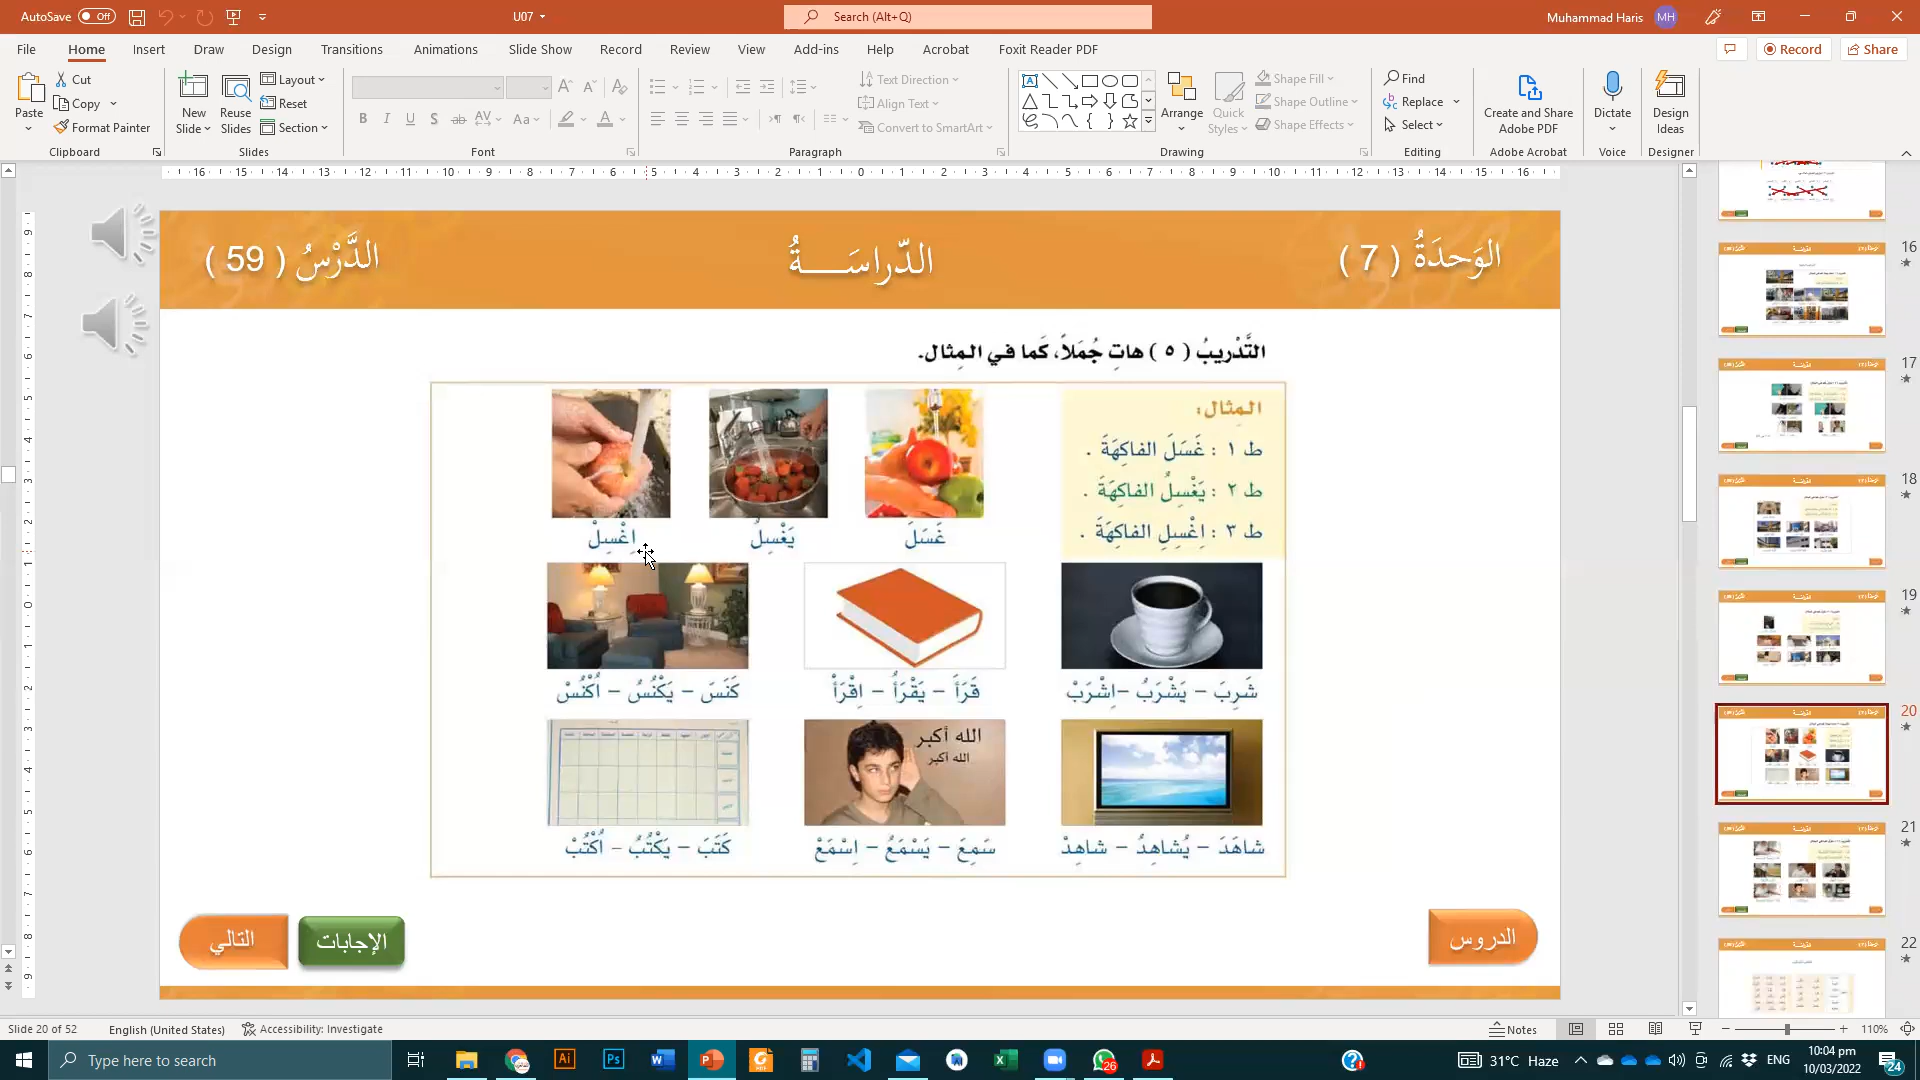 AutoSave Off
U07
Search (Alt+Q)
Muhammad Haris MH
File Home Insert Draw Design Transitions Animations Slide Show Record Review View Add-ins Help Acrobat Foxit Reader PDF
Record Share
Paste Cut Copy Format Painter
New Slide Reuse Slides Layout Reset Section
Text Direction Align Text Convert to SmartArt
Arrange Quick Styles Shape Fill Shape Outline Shape Effects
Find Replace Select
Create and Share Adobe PDF
Dictate
Design Ideas
Clipboard Slides Font Paragraph Drawing Editing Adobe Acrobat Voice Designer
الوَحدَةُ ( 7 )
الدّراسَـــةُ
الدَّرْسُ ( 59 )
التَّدْريبُ ( ٥ ) هاتِ جُمَلاً، كَما في المِثال.
المِثال:
ط ١ : غَسَلَ الفاكِهَةَ .
ط ٢ : يَغْسِلُ الفاكِهَةَ .
ط ٣ : اِغْسِلِ الفاكِهَةَ .
غَسَلَ
يَغْسِلُ
اِغْسِلْ
شَرِبَ – يَشْرَبُ –اِشْرَبْ
قَرَأَ – يَقْرَأُ – اِقْرَأْ
كَنَسَ – يَكْنُسُ – اُكْنُسْ
الله أكبر
الله أكبر
شاهَدَ – يُشاهِدُ – شاهِدْ
سَمِعَ – يَسْمَعُ – اِسْمَعْ
كَتَبَ – يَكْتُبُ – اُكْتُبْ
الدروس
الإجابات
التالي
16
17
18
19
20
21
22
Slide 20 of 52 English (United States) Accessibility: Investigate Notes 110%
Type here to search
31°C Haze ENG 10:04 pm
10/03/2022